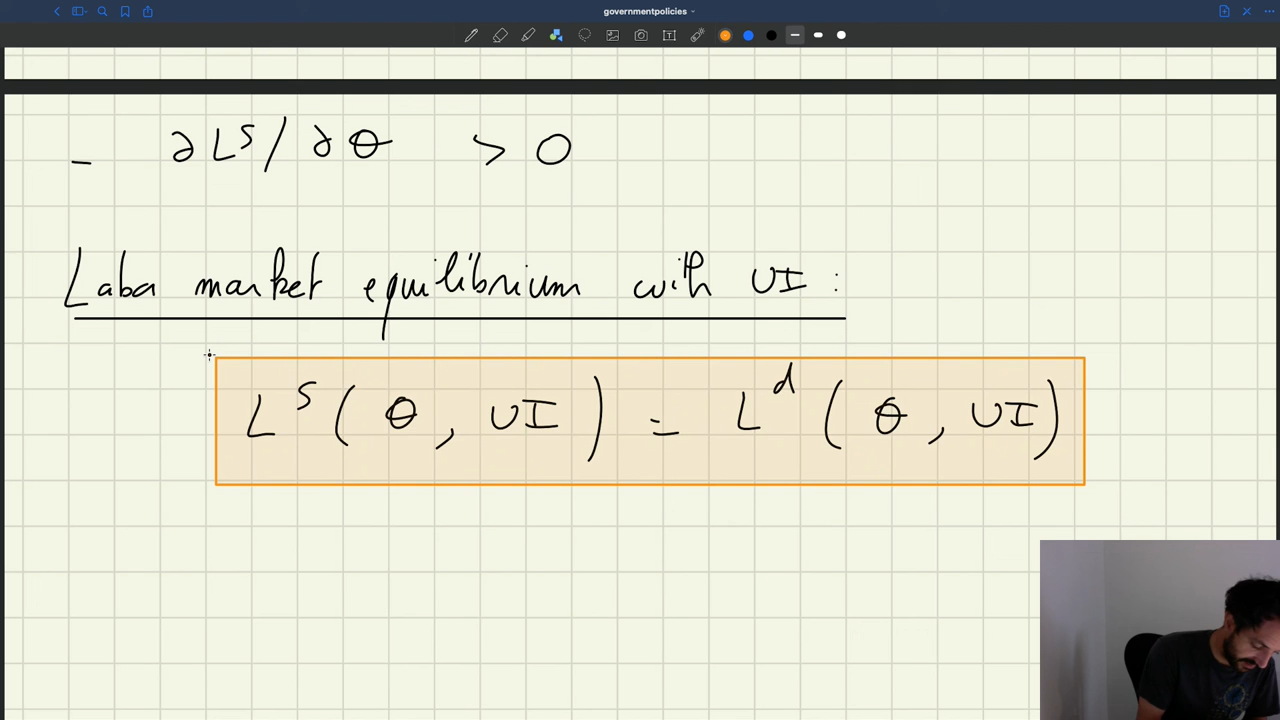 governmentpolicies
- ∂L^s/∂θ > 0
Labor market equilibrium with UI :
L^s(θ, UI) = L^d(θ, UI)